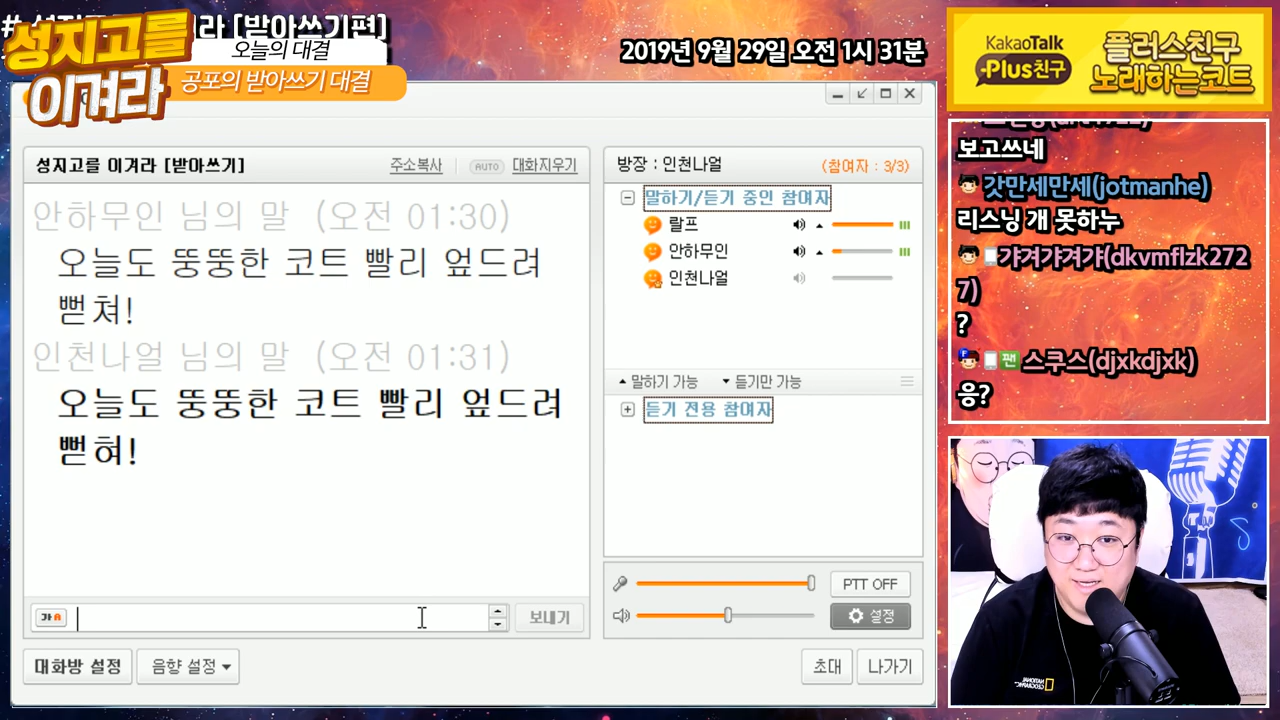 이겨라 [받아쓰기편]
성지고를
이겨라
오늘의 대결
공포의 받아쓰기 대결
2019년 9월 29일 오전 1시 31분
KakaoTalk
Plus친구
플러스친구
노래하는코트
성지고를 이겨라 [받아쓰기]
주소복사
AUTO
대화지우기
안하무인 님의 말 (오전 01:30)
오늘도 뚱뚱한 코트 빨리 엎드려
뻗쳐!
인천나얼 님의 말 (오전 01:31)
오늘도 뚱뚱한 코트 빨리 엎드려
뻗혀!
가
보내기
대화방 설정
음향 설정
방장 : 인천나얼
(참여자 : 3/3)
말하기/듣기 중인 참여자
랄프
안하무인
인천나얼
말하기 가능
듣기만 가능
듣기 전용 참여자
PTT OFF
설정
초대
나가기
보고쓰네
갓만세만세(jotmanhe)
리스닝 개 못하누
갸겨갸겨갸(dkvmflzk272
7)
?
팬 스쿠스(djxkdjxk)
응?
NATIONAL
GEOGRAPHIC